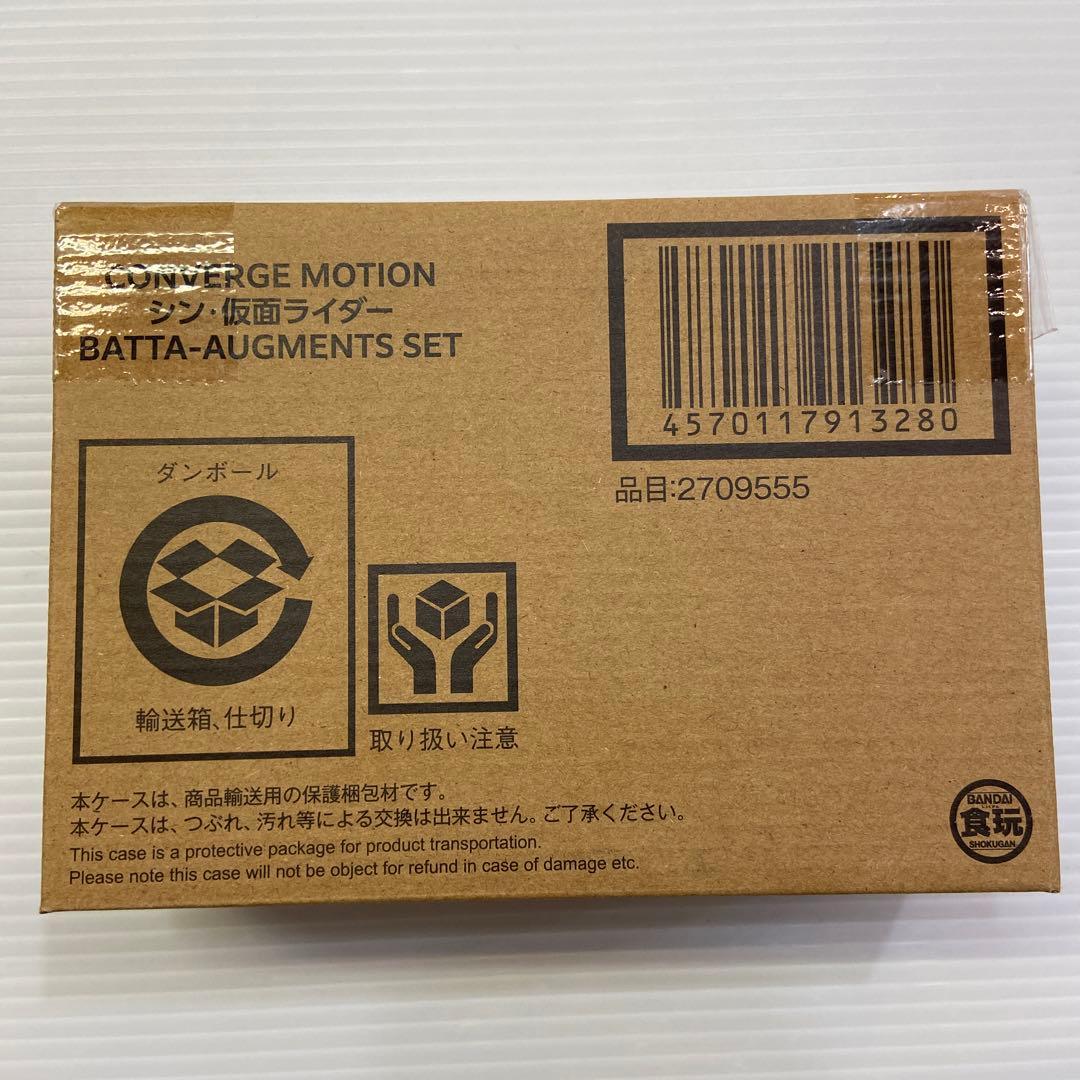 CONVERGE MOTION
シン・仮面ライダー
BATTA-AUGMENTS SET
4570117913280
品目:2709555
ダンボール
輸送箱、仕切り
取り扱い注意
本ケースは、商品輸送用の保護梱包材です。
本ケースは、つぶれ、汚れ等による交換は出来ません。ご了承ください。
This case is a protective package for product transportation.
Please note this case will not be object for refund in case of damage etc.
BANDAI
食玩
SHOKUGAN